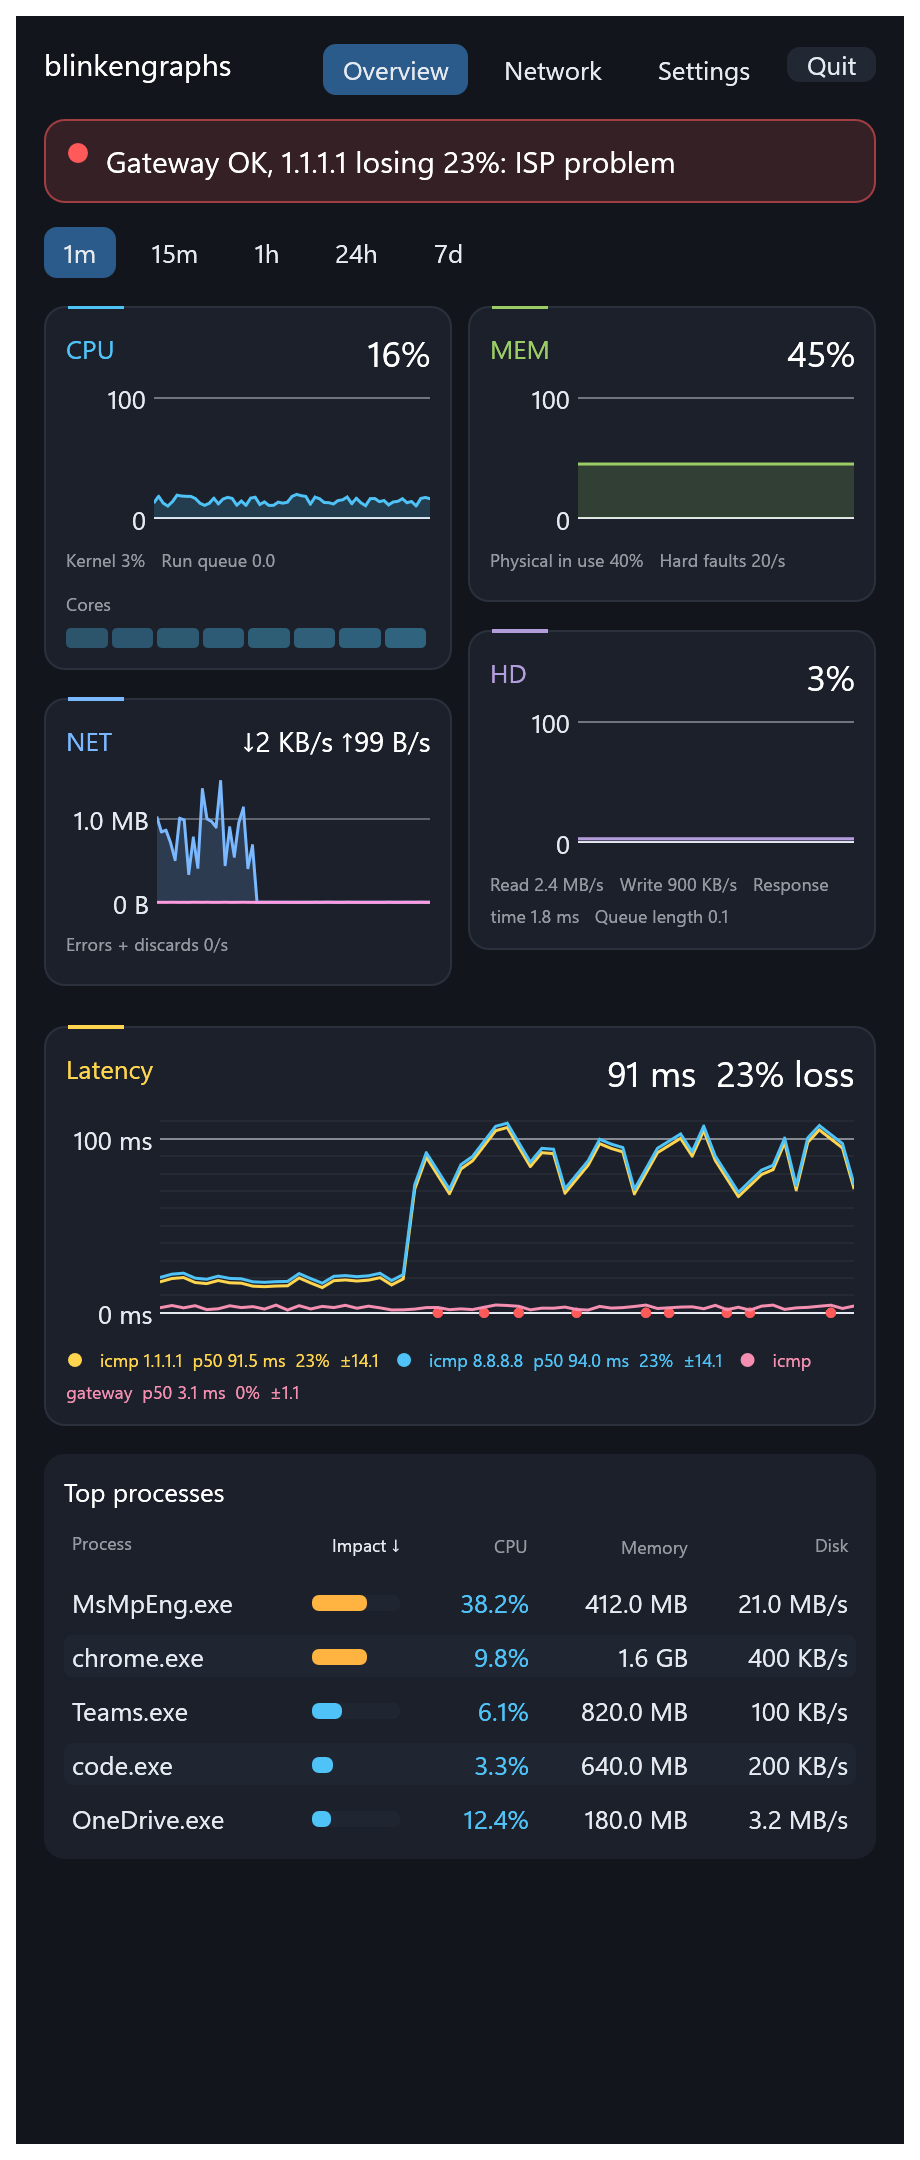 blinkengraphs
Overview
Network
Settings
Quit
Gateway OK, 1.1.1.1 losing 23%: ISP problem
1m 15m 1h 24h 7d
CPU 16%
100
0
Kernel 3% Run queue 0.0
Cores
MEM 45%
100
0
Physical in use 40% Hard faults 20/s
NET ↓2 KB/s ↑99 B/s
1.0 MB
0 B
Errors + discards 0/s
HD 3%
100
0
Read 2.4 MB/s Write 900 KB/s Response
time 1.8 ms Queue length 0.1
Latency 91 ms 23% loss
100 ms
0 ms
icmp 1.1.1.1 p50 91.5 ms 23% ±14.1 icmp 8.8.8.8 p50 94.0 ms 23% ±14.1 icmp
gateway p50 3.1 ms 0% ±1.1
Top processes
Process Impact ↓ CPU Memory Disk
MsMpEng.exe 38.2% 412.0 MB 21.0 MB/s
chrome.exe 9.8% 1.6 GB 400 KB/s
Teams.exe 6.1% 820.0 MB 100 KB/s
code.exe 3.3% 640.0 MB 200 KB/s
OneDrive.exe 12.4% 180.0 MB 3.2 MB/s